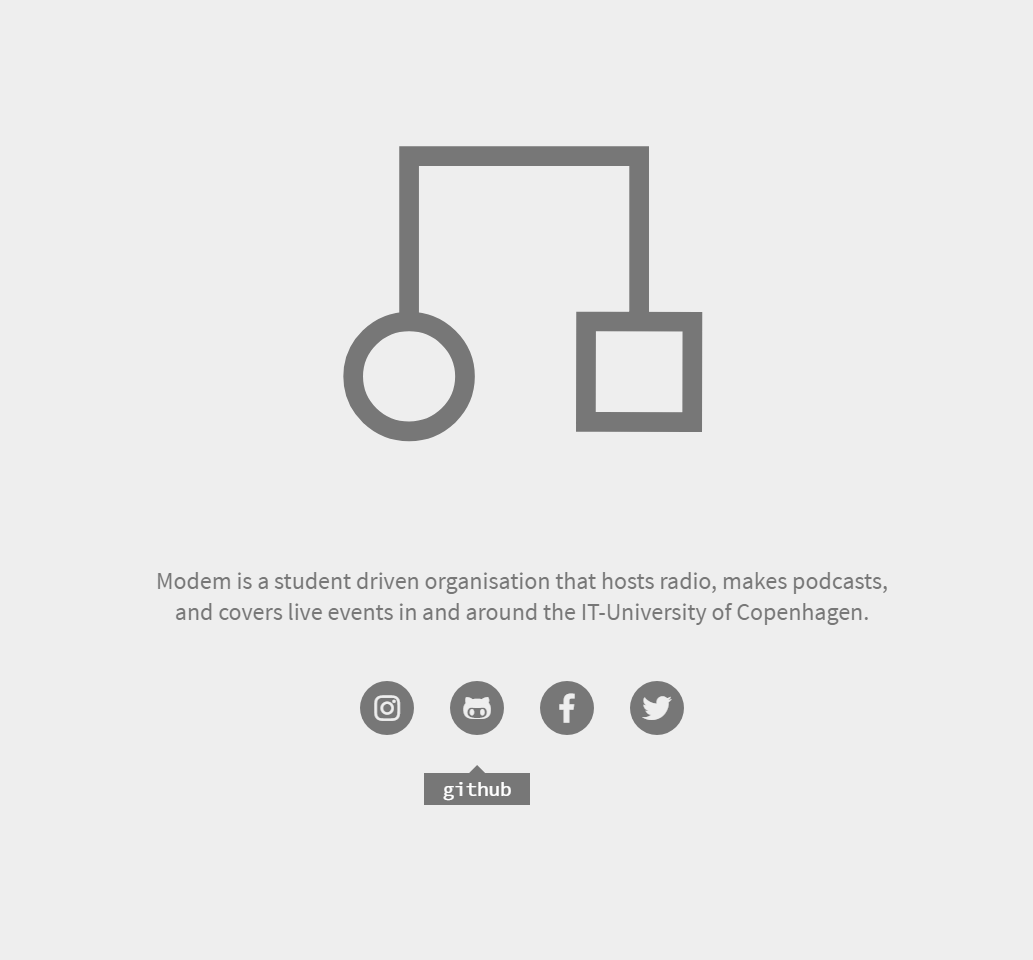 Modem is a student driven organisation that hosts radio, makes podcasts,
and covers live events in and around the IT-University of Copenhagen.
github